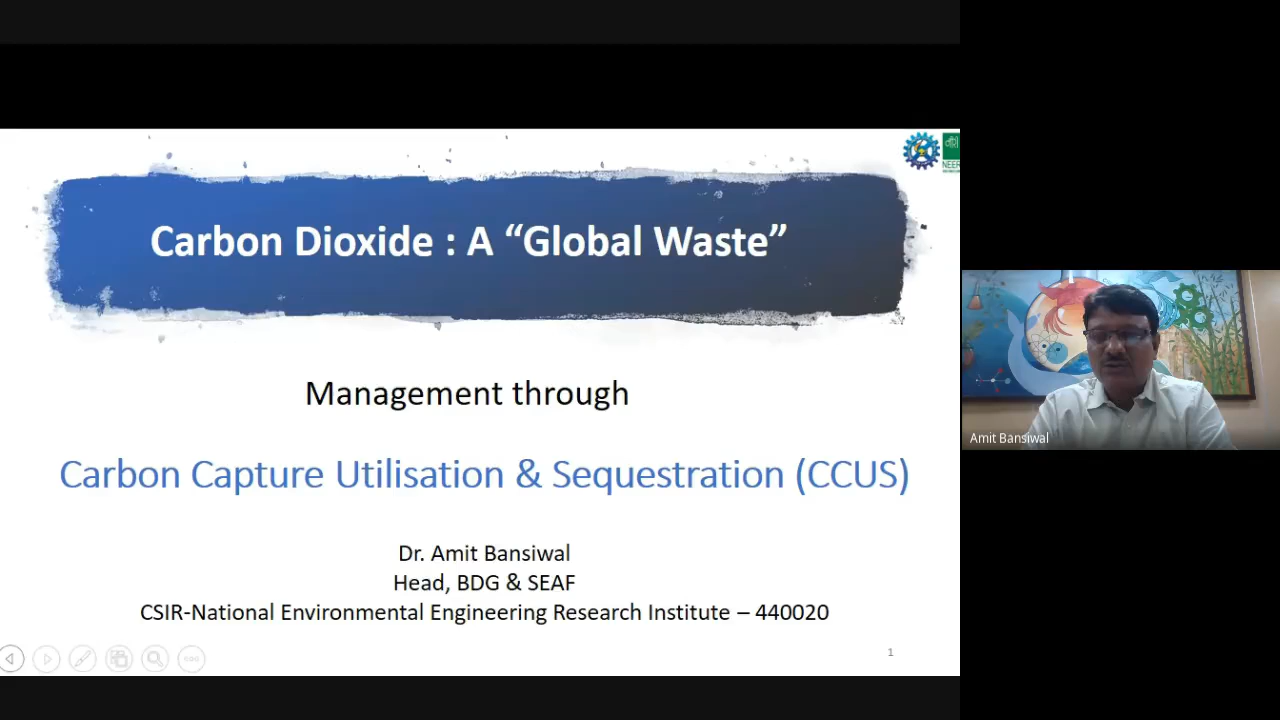 NEER
Carbon Dioxide : A “Global Waste”
Management through
Carbon Capture Utilisation & Sequestration (CCUS)
Dr. Amit Bansiwal
Head, BDG & SEAF
CSIR-National Environmental Engineering Research Institute – 440020
1
Amit Bansiwal